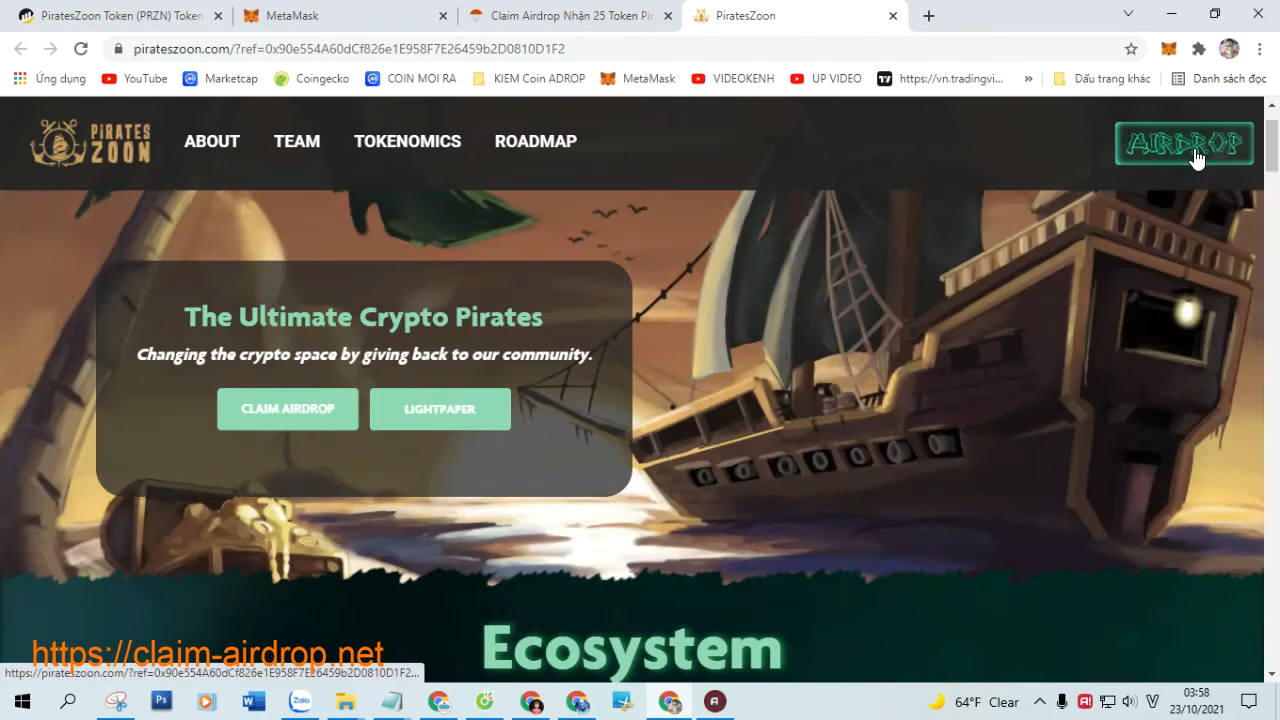 PiratesZoon Token (PRZN) Token
MetaMask
Claim Airdrop Nhận 25 Token Pir
PiratesZoon
pirateszoon.com/?ref=0x90e554A60dCf826e1E958F7E26459b2D0810D1F2
Ứng dụng
YouTube
Marketcap
Coingecko
COIN MOI RA
KIEM Coin ADROP
MetaMask
VIDEOKENH
UP VIDEO
https://vn.tradingvi...
»
Dấu trang khác
Danh sách đọc
PIRATES
ZOON
ABOUT
TEAM
TOKENOMICS
ROADMAP
AIRDROP
The Ultimate Crypto Pirates
Changing the crypto space by giving back to our community.
CLAIM AIRDROP
LIGHTPAPER
Ecosystem
https://claim-airdrop.net
https://pirateszoon.com/?ref=0x90e554A60dCf826e1E958F7E26459b2D0810D1F2...
64°F Clear
03:58
23/10/2021